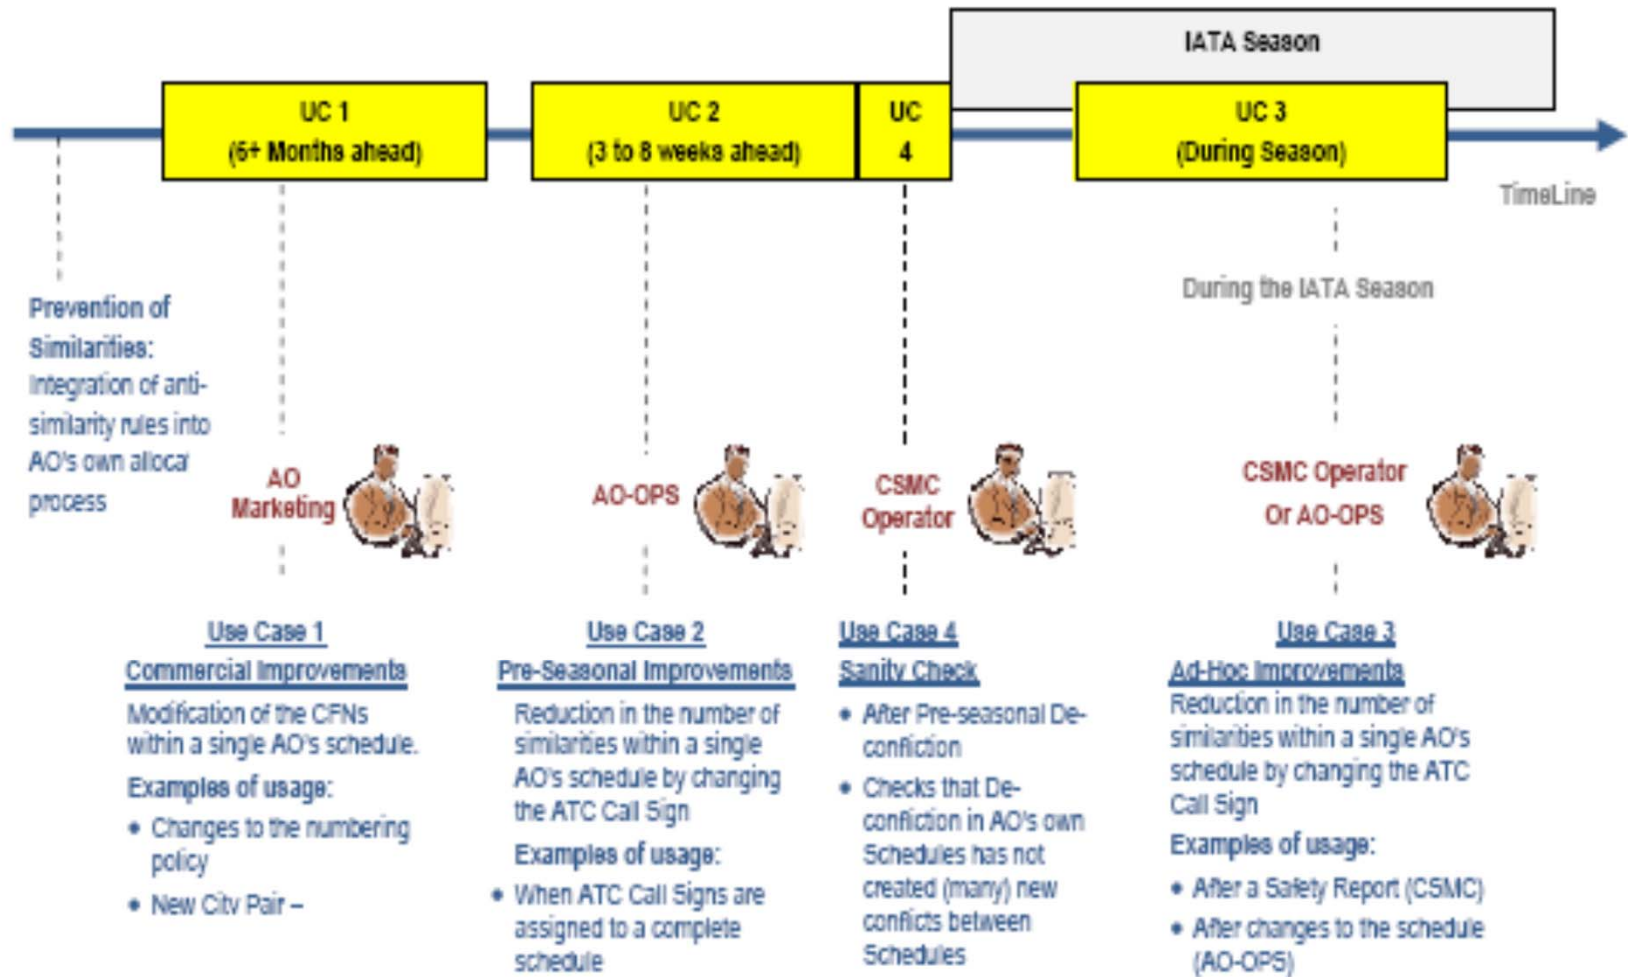 IATA Season
UC 1
(6+ Months ahead)
UC 2
(3 to 8 weeks ahead)
UC
4
UC 3
(During Season)
TimeLine
During the IATA Season
Prevention of
Similarities:
Integration of anti-
similarity rules into
AO's own allocat
process
AO
Marketing
AO-OPS
CSMC
Operator
CSMC Operator
Or AO-OPS
Use Case 1
Commercial Improvements
Modification of the CFNs
within a single AO's schedule.
Examples of usage:
• Changes to the numbering
policy
• New City Pair –
Use Case 2
Pre-Seasonal Improvements
Reduction in the number of
similarities within a single
AO's schedule by changing
the ATC Call Sign
Examples of usage:
• When ATC Call Signs are
assigned to a complete
schedule
Use Case 4
Sanity Check
• After Pre-seasonal De-
confliction
• Checks that De-
confliction in AO's own
Schedules has not
created (many) new
conflicts between
Schedules
Use Case 3
Ad-Hoc Improvements
Reduction in the number of
similarities within a single AO's
schedule by changing the ATC
Call Sign
Examples of usage:
• After a Safety Report (CSMC)
• After changes to the schedule
(AO-OPS)